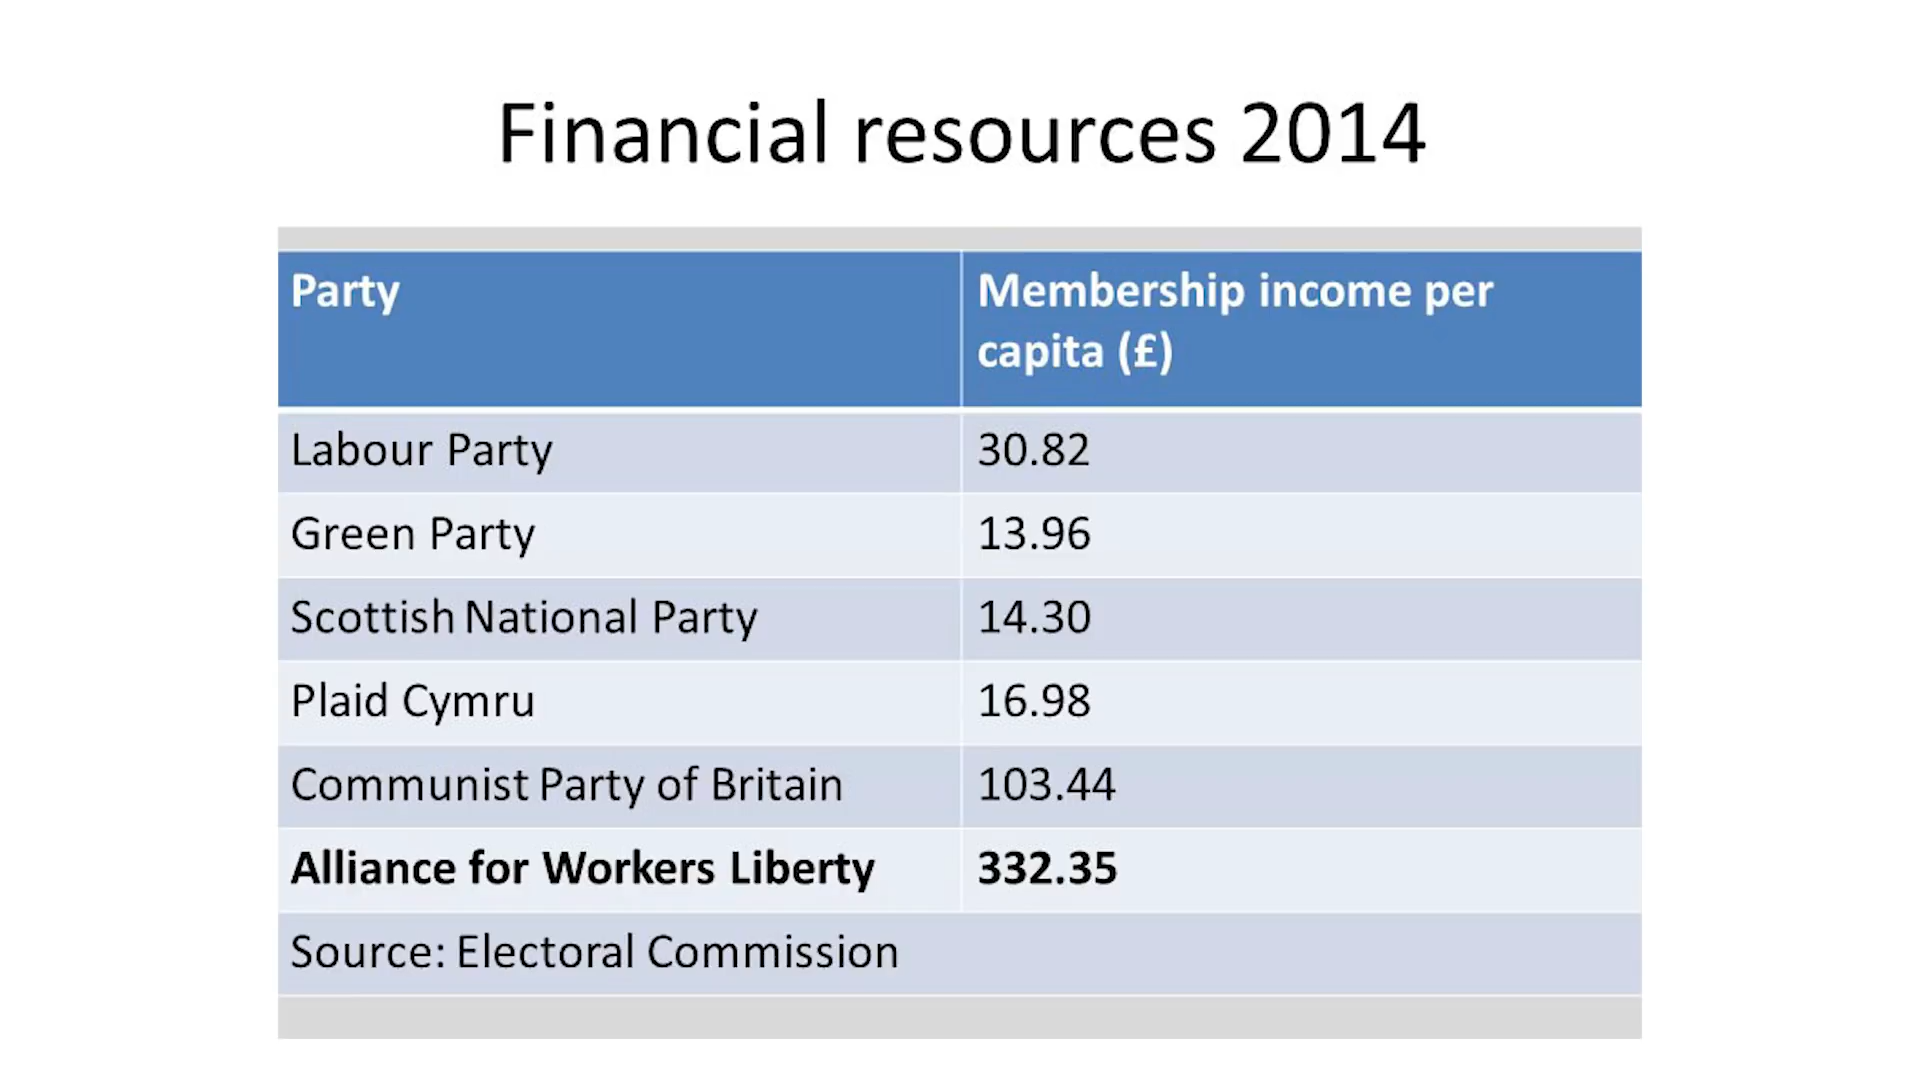 Financial resources 2014
Party
Membership income per
capita (£)
Labour Party
30.82
Green Party
13.96
Scottish National Party
14.30
Plaid Cymru
16.98
Communist Party of Britain
103.44
Alliance for Workers Liberty
332.35
Source: Electoral Commission